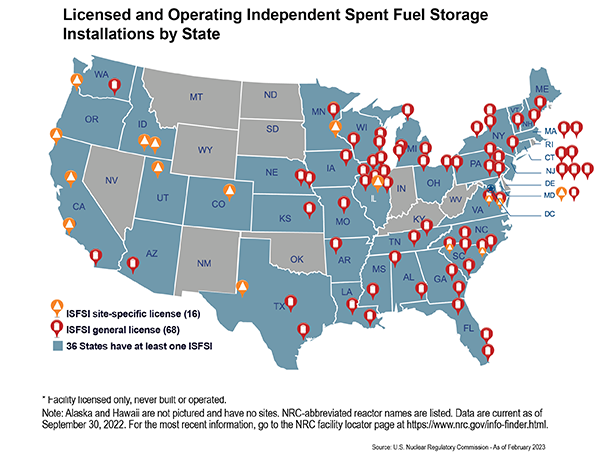 Licensed and Operating Independent Spent Fuel Storage
Installations by State
WA
MT
ND
MN
ME
OR
ID
SD
WI
MI
VT
NH
NY
MA
WY
RI
CT
NE
IA
PA
NJ
NV
OH
DE
UT
IL
IN
MD
CO
WV
CA
KS
MO
KY
VA
DC
NC
TN
AZ
NM
OK
AR
SC
MS
AL
GA
LA
TX
FL
ISFSI site-specific license (16)
ISFSI general license (68)
36 States have at least one ISFSI
* Facility licensed only, never built or operated.
Note: Alaska and Hawaii are not pictured and have no sites. NRC-abbreviated reactor names are listed. Data are current as of
September 30, 2022. For the most recent information, go to the NRC facility locator page at https://www.nrc.gov/info-finder.html.
Source: U.S. Nuclear Regulatory Commission - As of February 2023